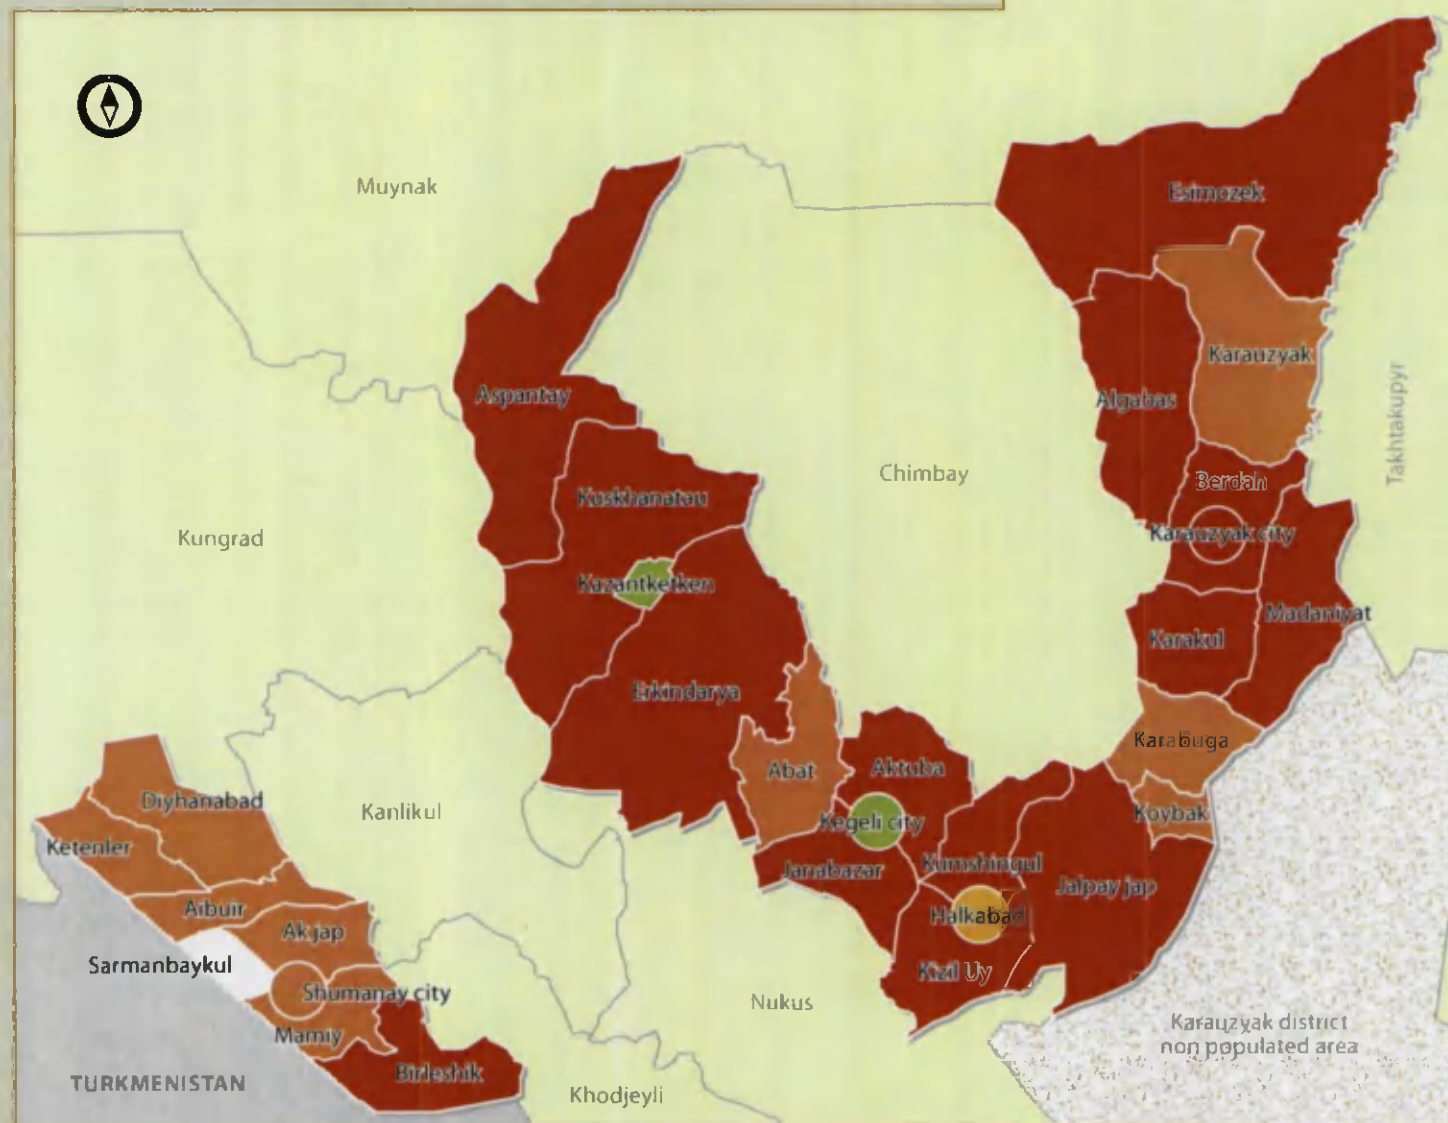 Muynak
Esimozek
Karauzyak
Aspantay
Algabas
Takhtakupyr
Chimbay
Berdah
Kuskhanatau
Kungrad
Karauzyak city
Kazantketken
Madaniyat
Karakul
Erkindarya
Karabuga
Abat
Aktuba
Diyhanabad
Kanlikul
Koybak
Kegeli city
Ketenler
Kumshingul
Janabazar
Jalpay jap
Aibuir
Halkabad
Ak jap
Sarmanbaykul
Kizil Uy
Shumanay city
Nukus
Mamiy
Karauzyak district
non populated area
Birleshik
TURKMENISTAN
Khodjeyli